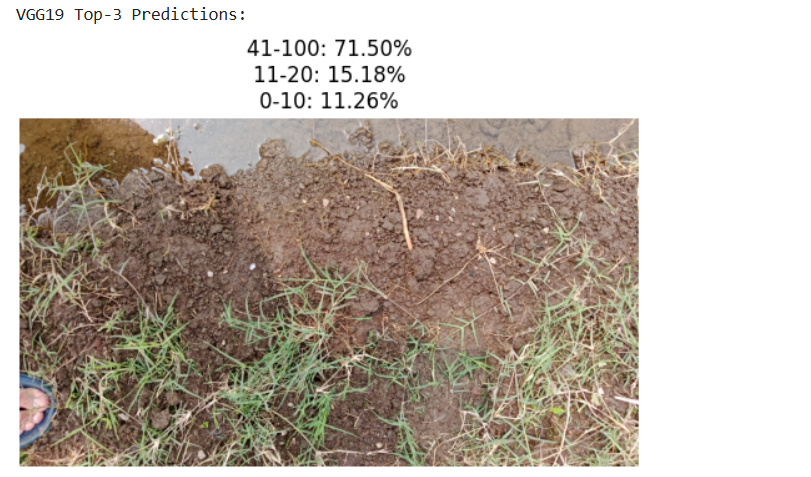 VGG19 Top-3 Predictions:
41-100: 71.50%
11-20: 15.18%
0-10: 11.26%